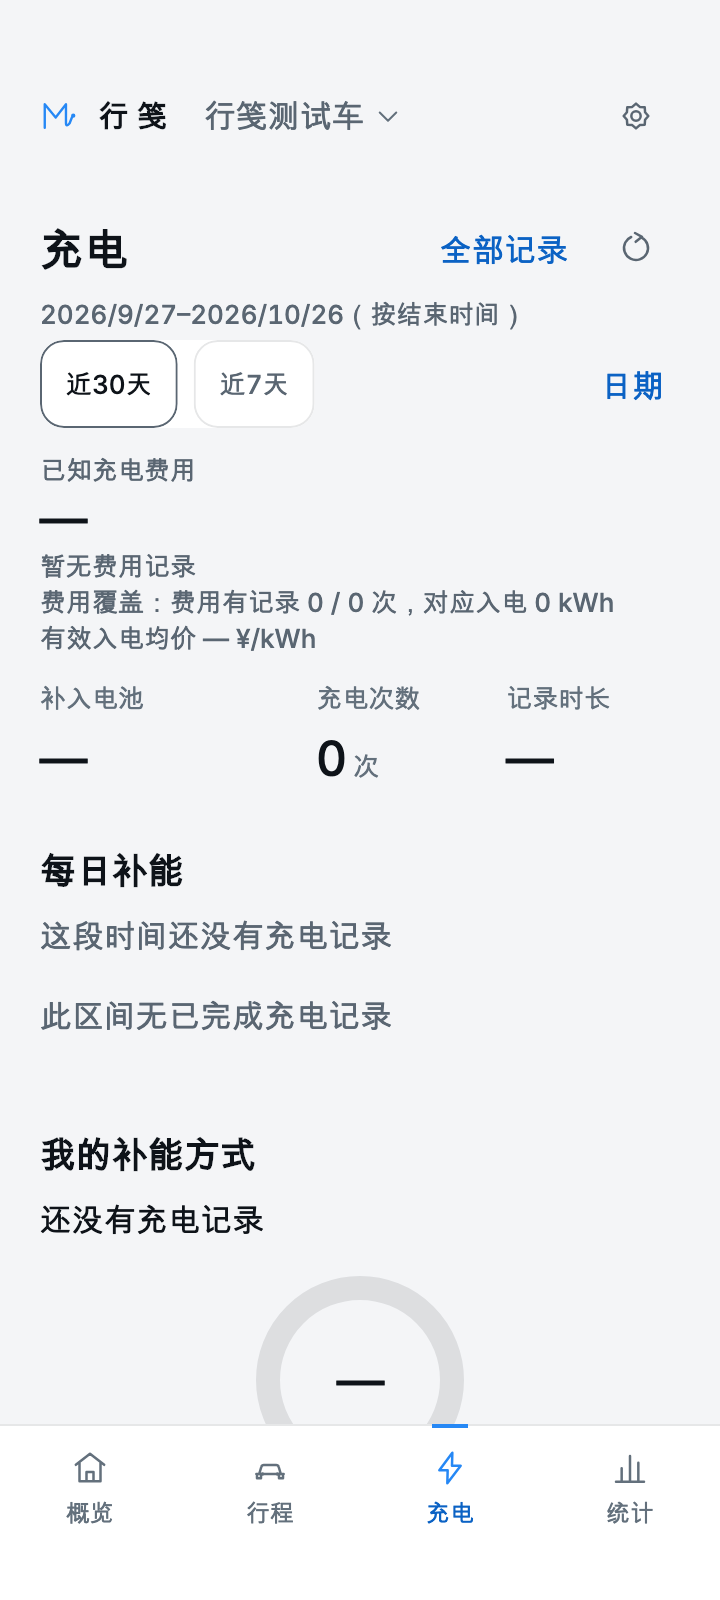 行笺 行笺测试车
充电 全部记录
2026/9/27–2026/10/26（按结束时间）
近30天 近7天 日期
已知充电费用
—
暂无费用记录
费用覆盖：费用有记录 0 / 0 次，对应入电 0 kWh
有效入电均价 — ¥/kWh
补入电池 充电次数 记录时长
— 0 次 —
每日补能
这段时间还没有充电记录
此区间无已完成充电记录
我的补能方式
还没有充电记录
—
概览 行程 充电 统计